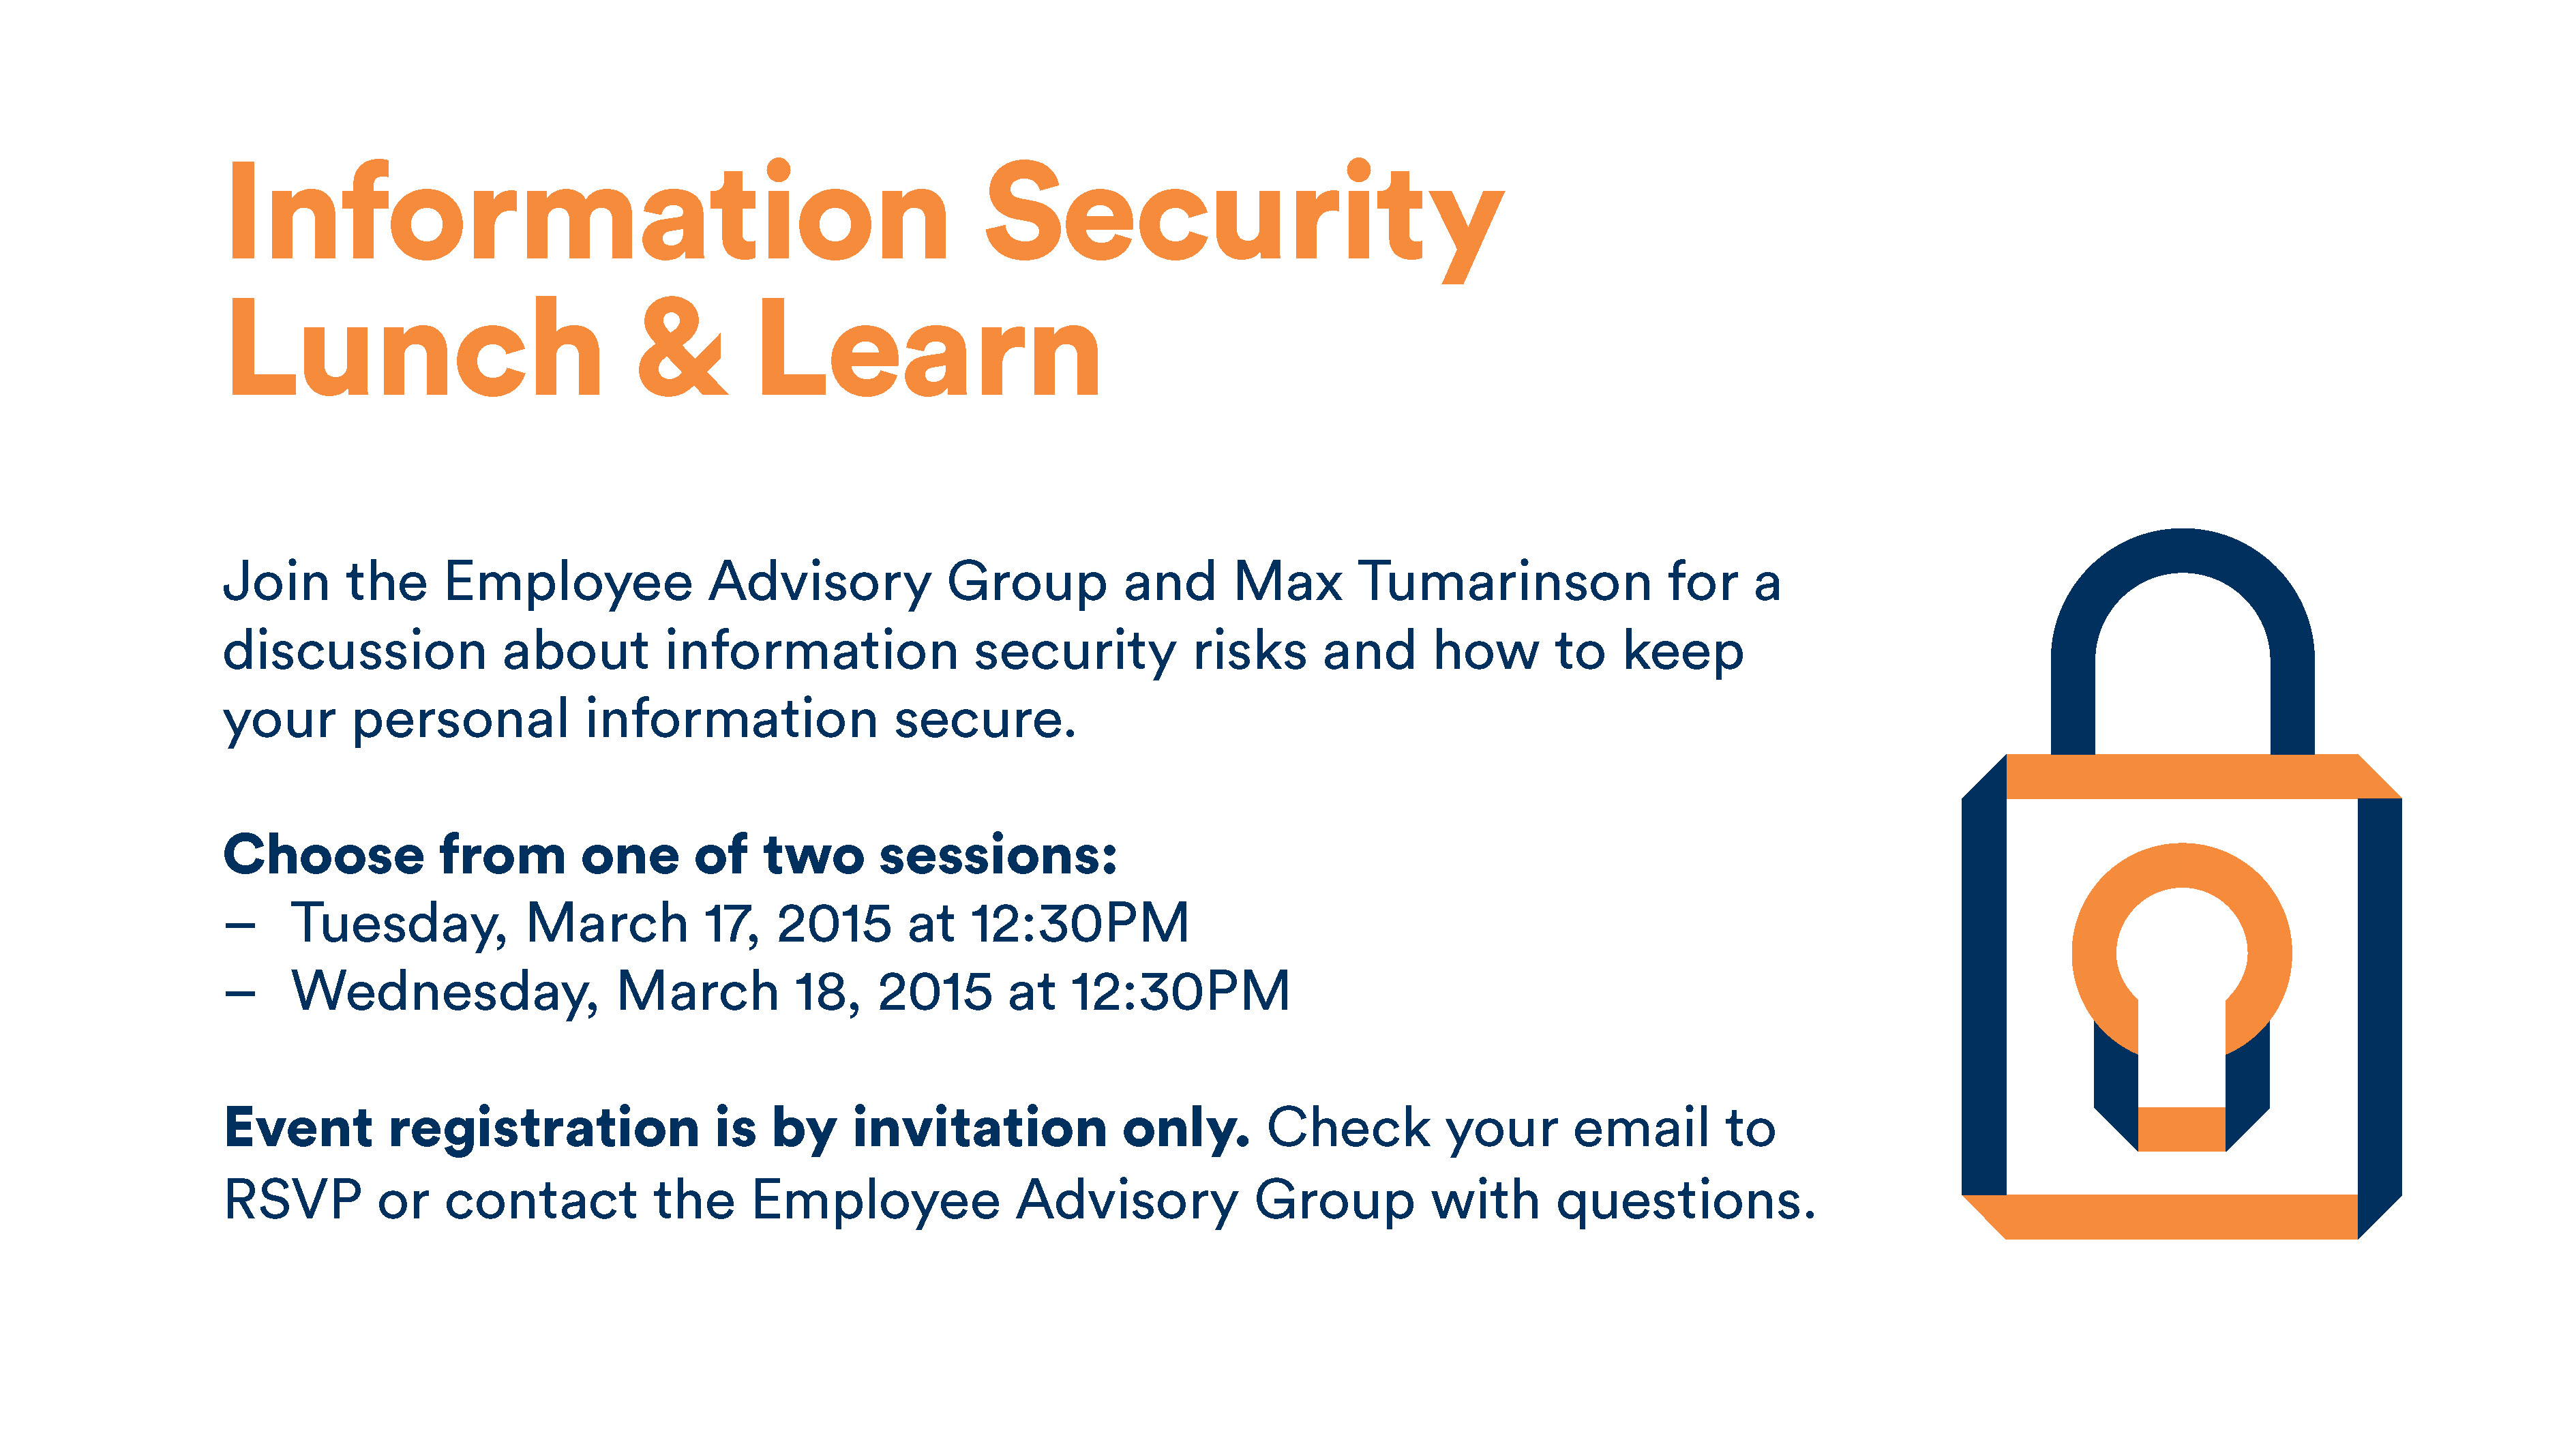 Information Security
Lunch & Learn
Join the Employee Advisory Group and Max Tumarinson for a
discussion about information security risks and how to keep
your personal information secure.
Choose from one of two sessions:
– Tuesday, March 17, 2015 at 12:30PM
– Wednesday, March 18, 2015 at 12:30PM
Event registration is by invitation only. Check your email to
RSVP or contact the Employee Advisory Group with questions.